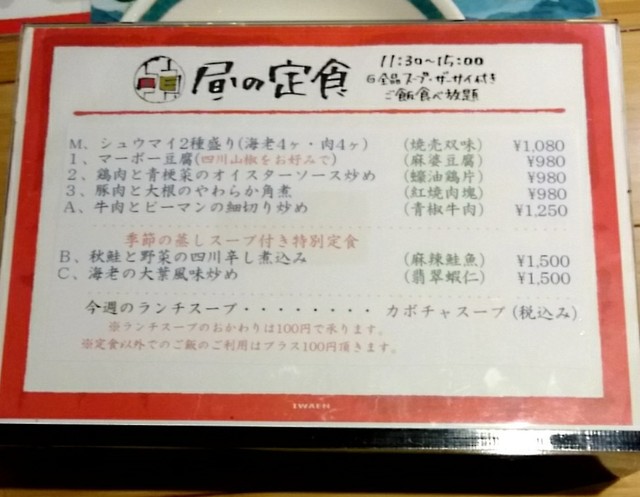 昼の定食
11:30〜15:00
全品スープ・ザーサイ付き
ご飯食べ放題
M、シュウマイ2種盛り(海老4ヶ・肉4ヶ) (焼売双味) ¥1,080
1、マーボー豆腐(四川山椒をお好みで) (麻婆豆腐) ¥980
2、鶏肉と青梗菜のオイスターソース炒め (蠔油鶏片) ¥980
3、豚肉と大根のやわらか角煮 (紅焼肉塊) ¥980
A、牛肉とピーマンの細切り炒め (青椒牛肉) ¥1,250
季節の蒸しスープ付き特別定食
B、秋鮭と野菜の四川辛し煮込み (麻辣鮭魚) ¥1,500
C、海老の大葉風味炒め (翡翠蝦仁) ¥1,500
今週のランチスープ・・・・・・・・ カボチャスープ (税込み)
※ランチスープのおかわりは100円で承ります。
※定食以外でのご飯のご利用はプラス100円頂きます。
IWAEN